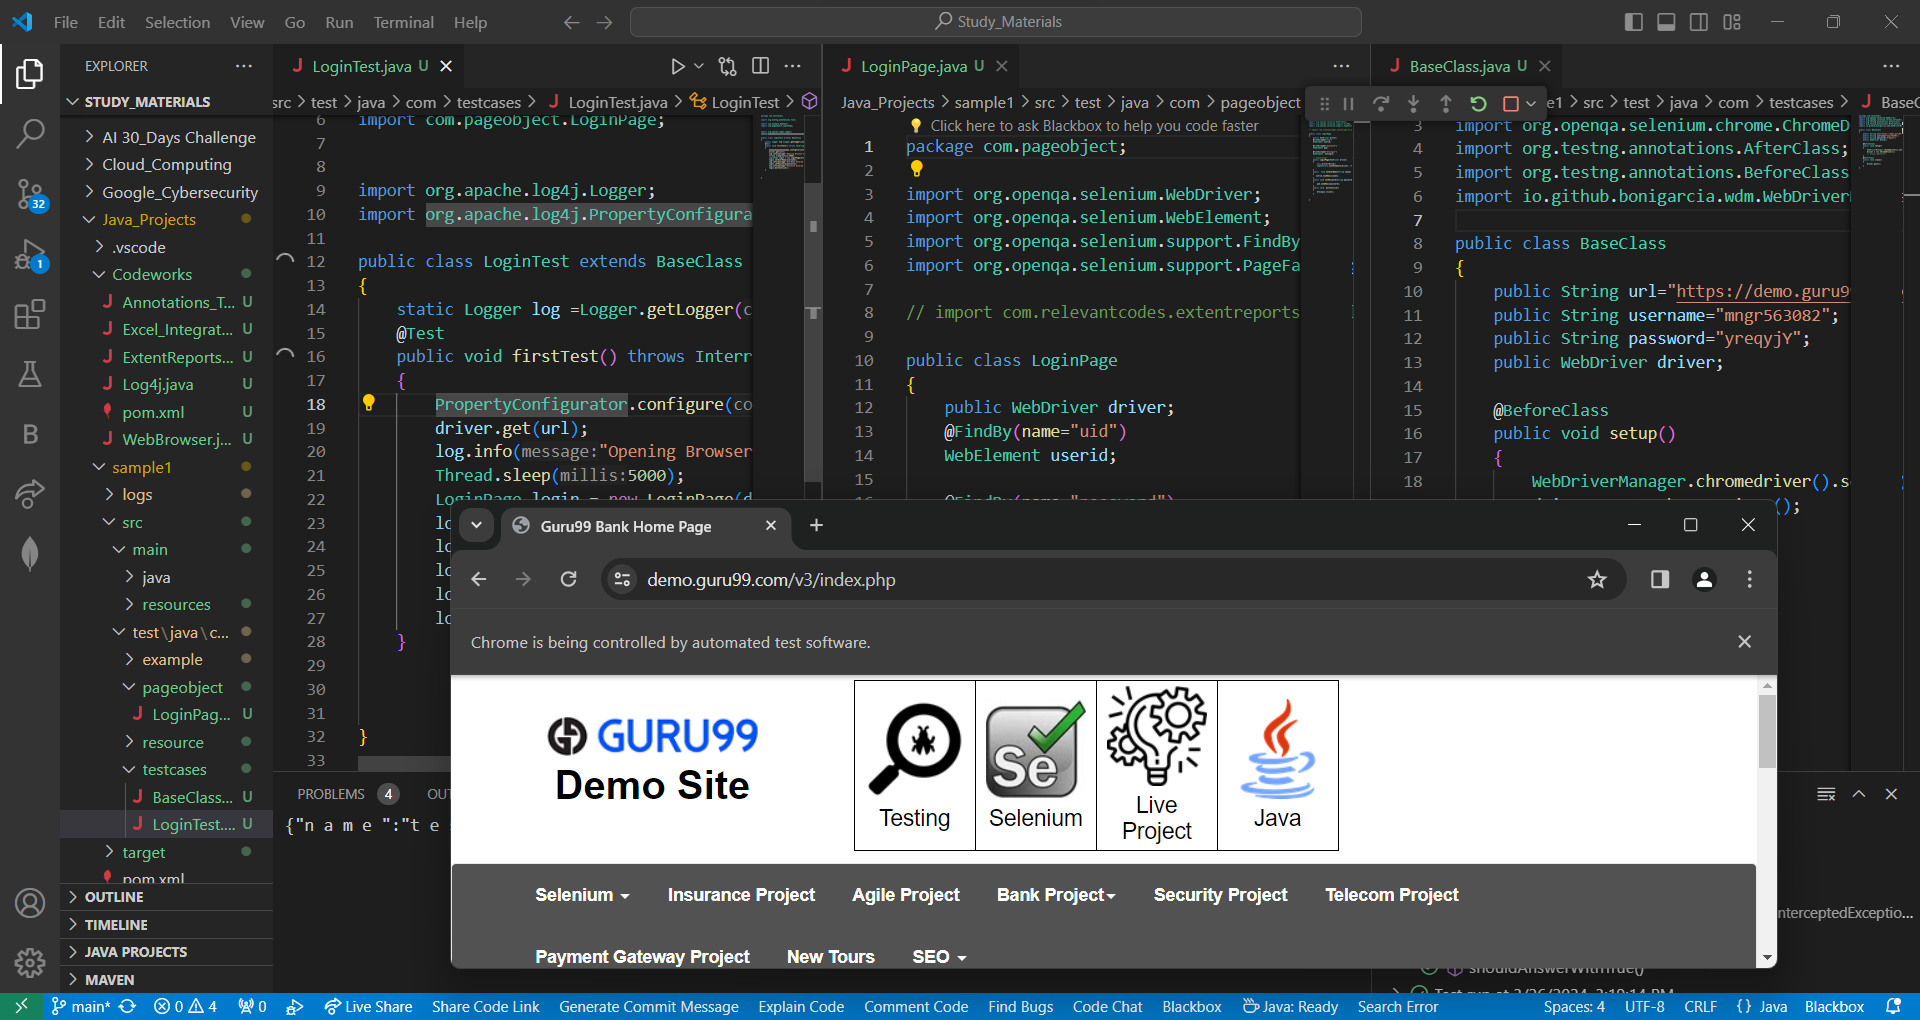 File Edit Selection View Go Run Terminal Help
Study_Materials
EXPLORER
STUDY_MATERIALS
AI 30_Days Challenge
Cloud_Computing
Google_Cybersecurity
Java_Projects
.vscode
Codeworks
Annotations_T... U
Excel_Integrat... U
ExtentReports... U
Log4j.java U
pom.xml U
WebBrowser.j... U
sample1
logs
src
main
java
resources
test\java\c...
example
pageobject
LoginPag... U
resource
testcases
BaseClass... U
LoginTest.... U
target
pom.xml
OUTLINE
TIMELINE
JAVA PROJECTS
MAVEN
32
1
LoginTest.java U
src > test > java > com > testcases > LoginTest.java > LoginTest >
6 import com.pageobject.LoginPage;
7
8
9 import org.apache.log4j.Logger;
10 import org.apache.log4j.PropertyConfigura
11
12 public class LoginTest extends BaseClass
13 {
14 static Logger log =Logger.getLogger(c
15 @Test
16 public void firstTest() throws Interr
17 {
18 PropertyConfigurator.configure(co
19 driver.get(url);
20 log.info(message:"Opening Browser
21 Thread.sleep(millis:5000);
22 LoginPage login = new LoginPage(d
23 lo
24 lo
25 lo
26 lo
27 lo
28 }
29
30
31
32 }
33
PROBLEMS 4 OU
{"n a m e ":"t e s
LoginPage.java U
Java_Projects > sample1 > src > test > java > com > pageobject
Click here to ask Blackbox to help you code faster
1 package com.pageobject;
2
3 import org.openqa.selenium.WebDriver;
4 import org.openqa.selenium.WebElement;
5 import org.openqa.selenium.support.FindBy
6 import org.openqa.selenium.support.PageFa
7
8 // import com.relevantcodes.extentreports
9
10 public class LoginPage
11 {
12 public WebDriver driver;
13 @FindBy(name="uid")
14 WebElement userid;
15
16 @FindBy(name="password")
BaseClass.java U
e1 > src > test > java > com > testcases > BaseC
3 import org.openqa.selenium.chrome.ChromeD
4 import org.testng.annotations.AfterClass;
5 import org.testng.annotations.BeforeClass
6 import io.github.bonigarcia.wdm.WebDriver
7
8 public class BaseClass
9 {
10 public String url="https://demo.guru9
11 public String username="mngr563082";
12 public String password="yreqyjY";
13 public WebDriver driver;
14
15 @BeforeClass
16 public void setup()
17 {
18 WebDriverManager.chromedriver().s
();
Guru99 Bank Home Page
demo.guru99.com/v3/index.php
Chrome is being controlled by automated test software.
GURU99
Demo Site
Testing
Se
Selenium
Live
Project
Java
Selenium Insurance Project Agile Project Bank Project Security Project Telecom Project
Payment Gateway Project New Tours SEO
nterceptedExceptio...
shouldAnswerWithTrue()
main* 0 4 0 Live Share Share Code Link Generate Commit Message Explain Code Comment Code Find Bugs Code Chat Blackbox Java: Ready Search Error Spaces: 4 UTF-8 CRLF {} Java Blackbox